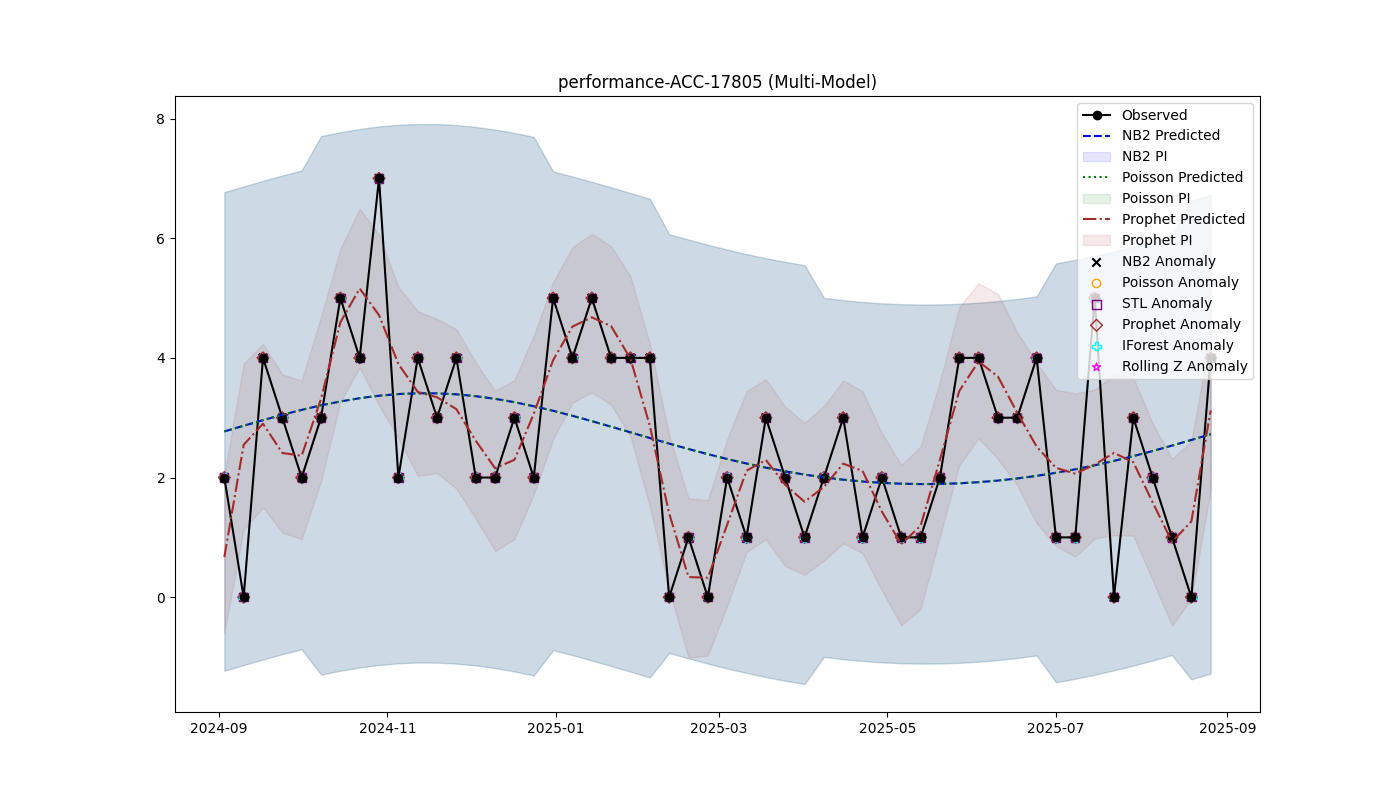 performance-ACC-17805 (Multi-Model)
8
6
4
2
0
Observed
NB2 Predicted
NB2 PI
Poisson Predicted
Poisson PI
Prophet Predicted
Prophet PI
NB2 Anomaly
Poisson Anomaly
STL Anomaly
Prophet Anomaly
IForest Anomaly
Rolling Z Anomaly
2024-09 2024-11 2025-01 2025-03 2025-05 2025-07 2025-09